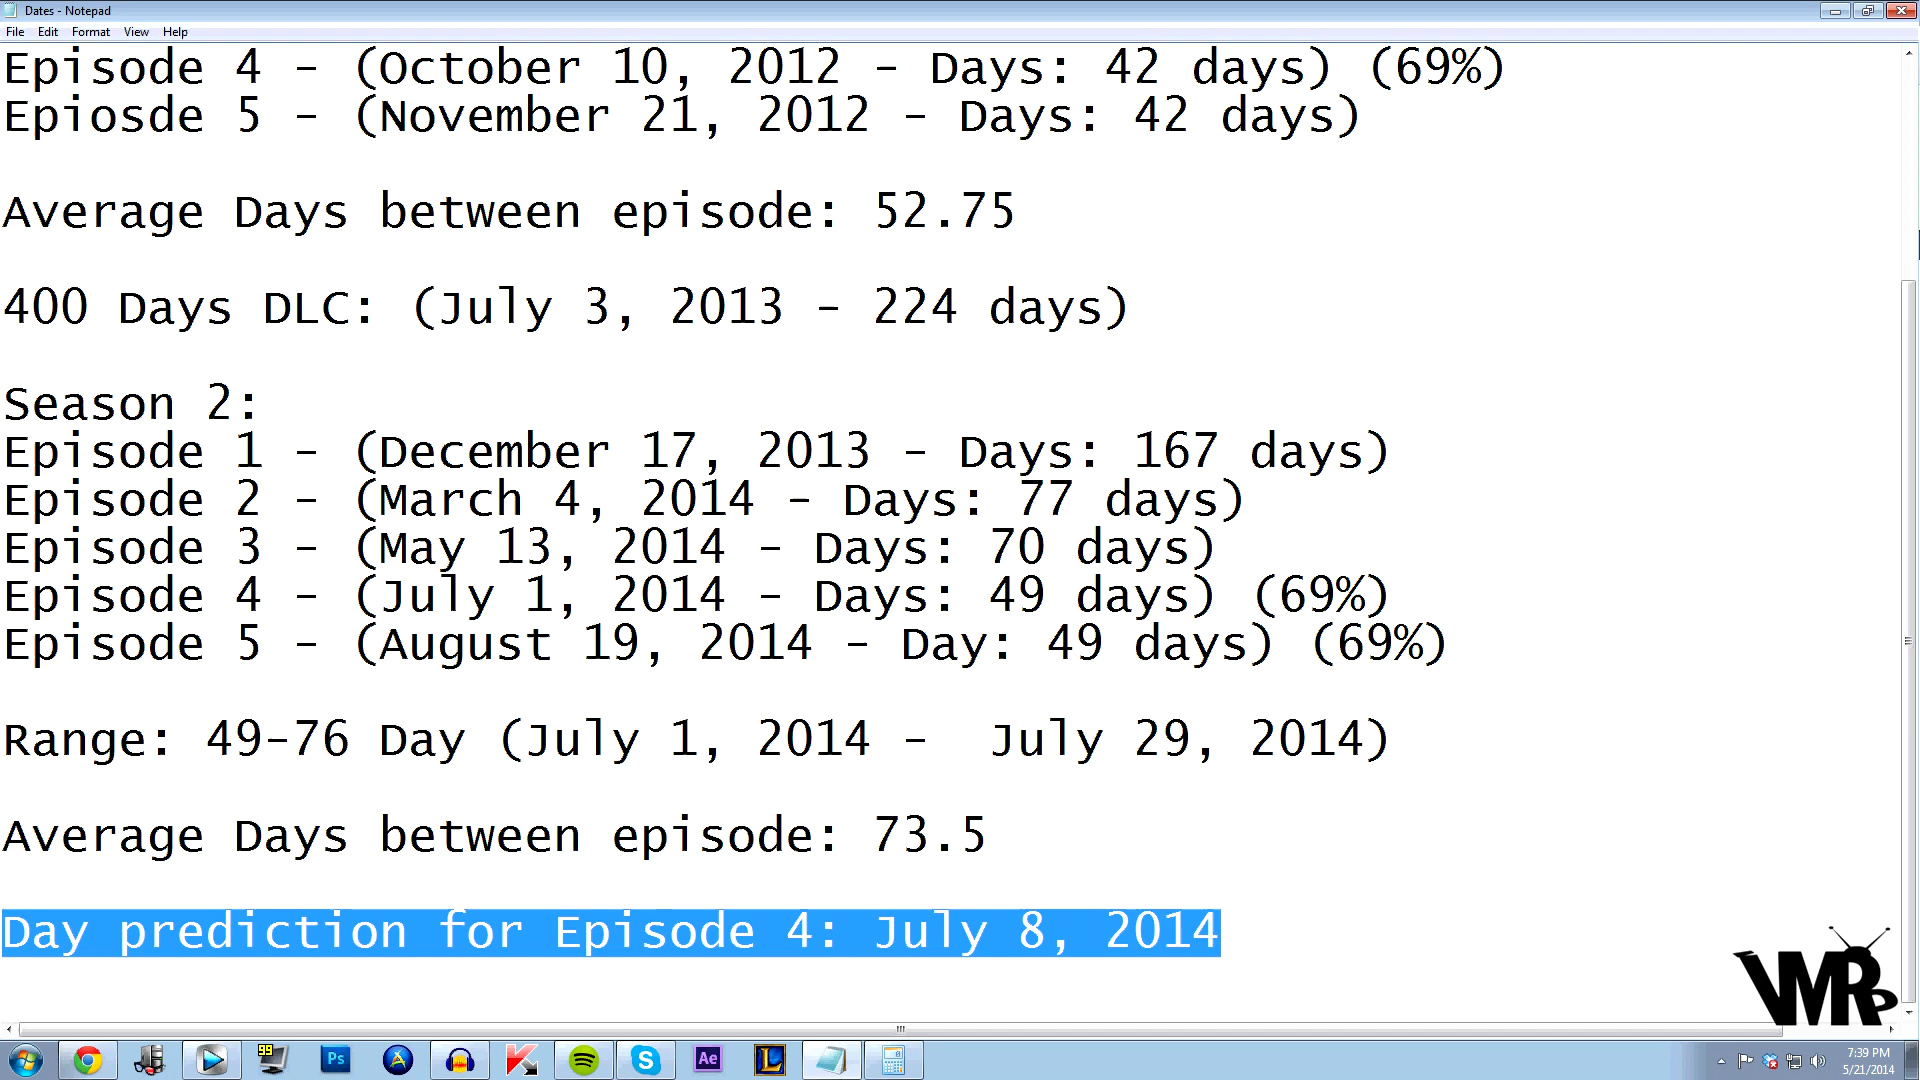 Dates - Notepad
File Edit Format View Help
Episode 4 - (October 10, 2012 - Days: 42 days) (69%)
Epiosde 5 - (November 21, 2012 - Days: 42 days)
Average Days between episode: 52.75
400 Days DLC: (July 3, 2013 - 224 days)
Season 2:
Episode 1 - (December 17, 2013 - Days: 167 days)
Episode 2 - (March 4, 2014 - Days: 77 days)
Episode 3 - (May 13, 2014 - Days: 70 days)
Episode 4 - (July 1, 2014 - Days: 49 days) (69%)
Episode 5 - (August 19, 2014 - Day: 49 days) (69%)
Range: 49-76 Day (July 1, 2014 -  July 29, 2014)
Average Days between episode: 73.5
Day prediction for Episode 4: July 8, 2014
99
Ps
Ae
L
7:39 PM
5/21/2014